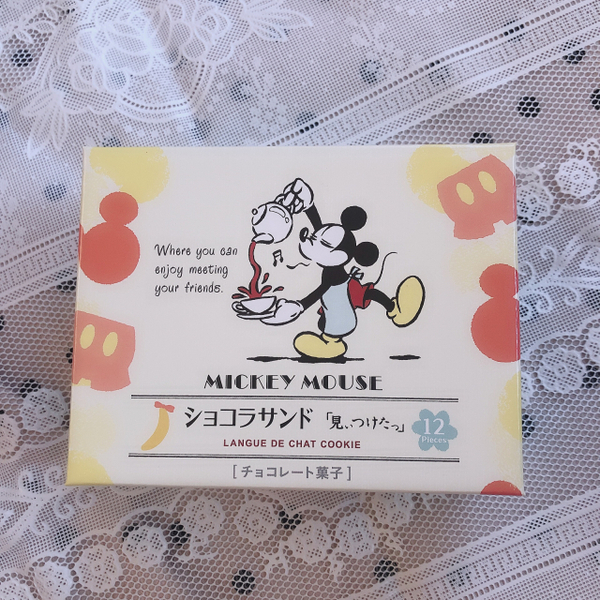 Where you can
enjoy meeting
your friends.
MICKEY MOUSE
ショコラサンド「見ぃつけたっ」
12
Pieces
LANGUE DE CHAT COOKIE
[チョコレート菓子]